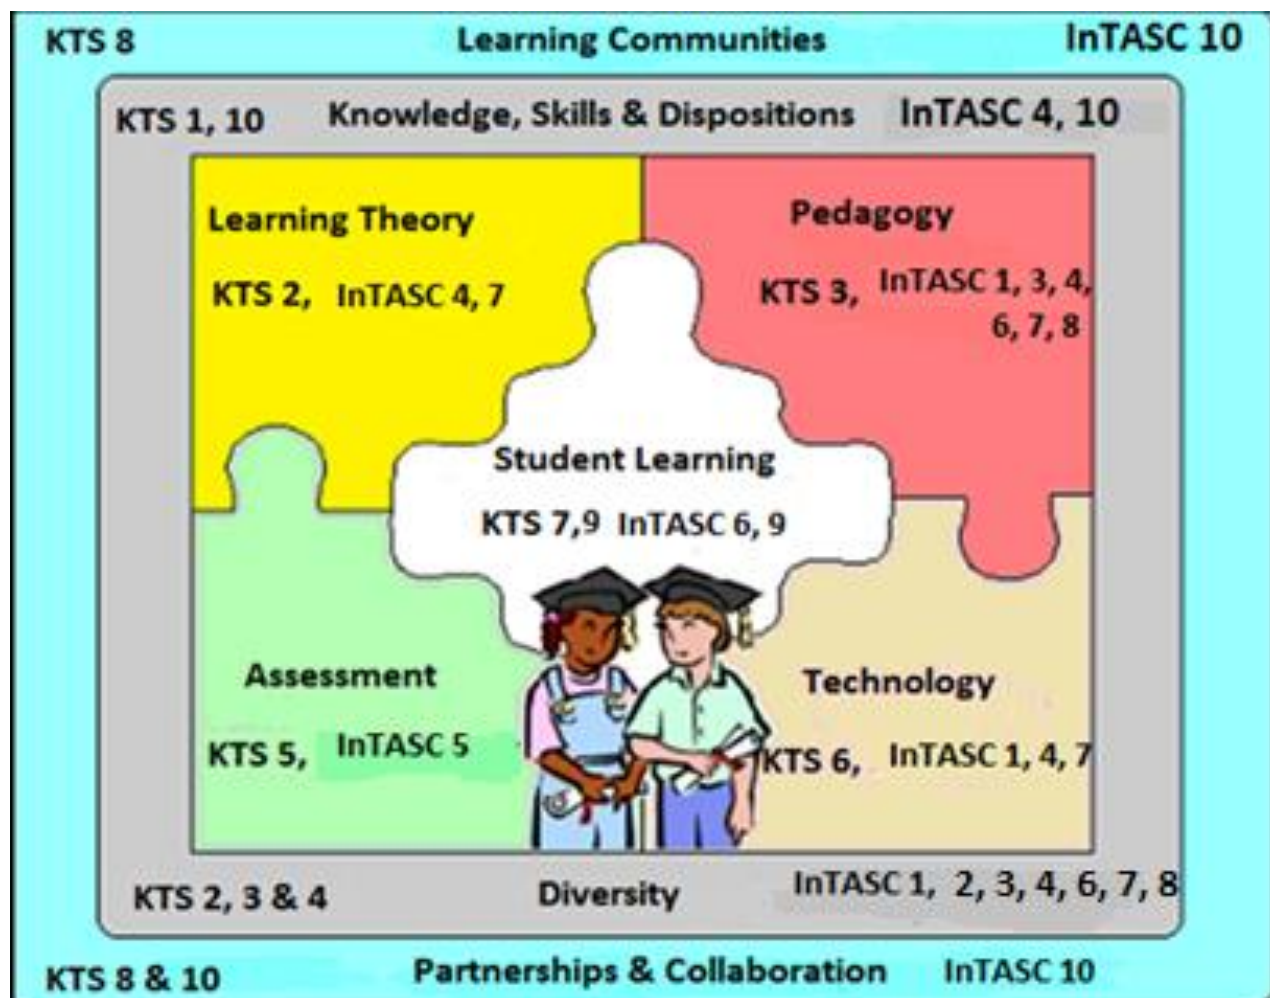 KTS 8 Learning Communities InTASC 10
KTS 1, 10 Knowledge, Skills & Dispositions InTASC 4, 10
Learning Theory
KTS 2, InTASC 4, 7
Pedagogy
KTS 3, InTASC 1, 3, 4,
6, 7, 8
Student Learning
KTS 7,9 InTASC 6, 9
Assessment
KTS 5, InTASC 5
Technology
KTS 6, InTASC 1, 4, 7
KTS 2, 3 & 4 Diversity InTASC 1, 2, 3, 4, 6, 7, 8
KTS 8 & 10 Partnerships & Collaboration InTASC 10